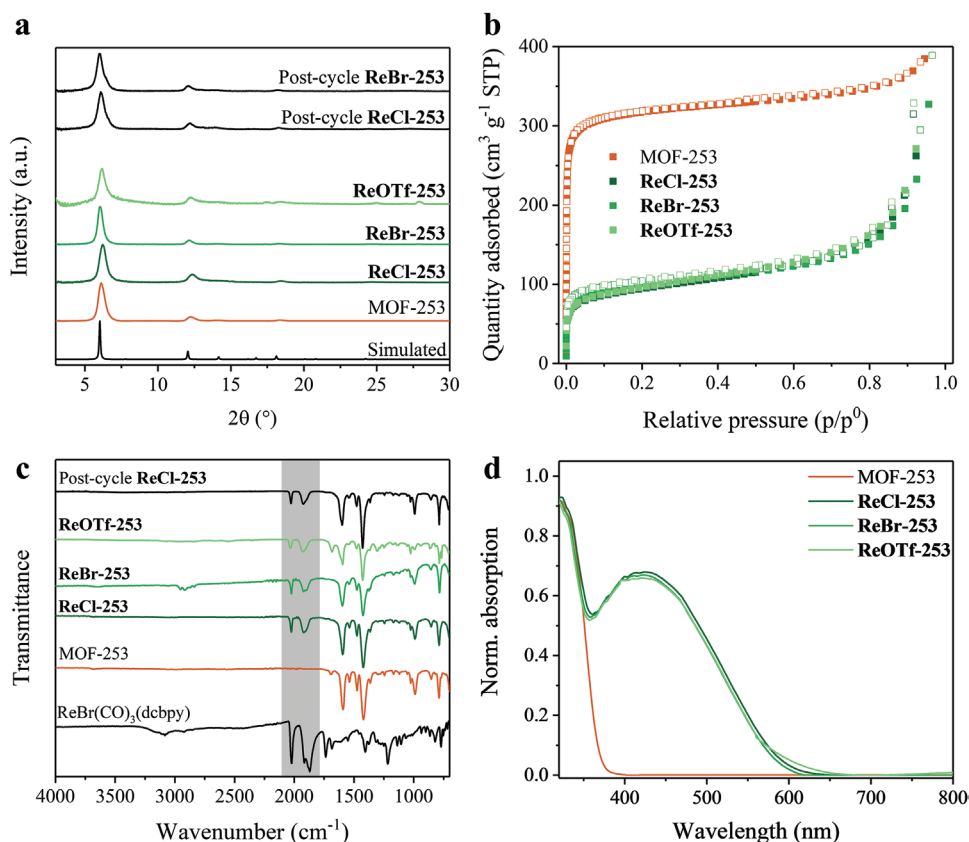 a
Post-cycle ReBr-253
Post-cycle ReCl-253
ReOTf-253
ReBr-253
ReCl-253
MOF-253
Simulated
Intensity (a.u.)
5 10 15 20 25 30
2θ (°)
b
400
300
200
100
0
Quantity adsorbed (cm³ g⁻¹ STP)
MOF-253
ReCl-253
ReBr-253
ReOTf-253
0.0 0.2 0.4 0.6 0.8 1.0
Relative pressure (p/p⁰)
c
Post-cycle ReCl-253
ReOTf-253
ReBr-253
ReCl-253
MOF-253
ReBr(CO)₃(dcbpy)
Transmittance
4000 3500 3000 2500 2000 1500 1000
Wavenumber (cm⁻¹)
d
1.0
0.8
0.6
0.4
0.2
0.0
Norm. absorption
MOF-253
ReCl-253
ReBr-253
ReOTf-253
400 500 600 700 800
Wavelength (nm)